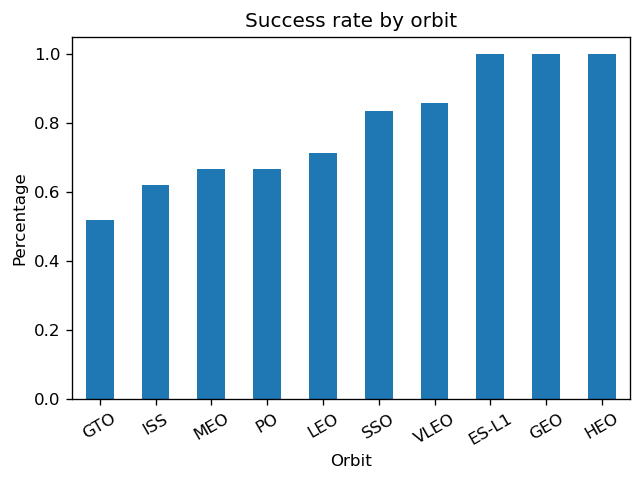 Success rate by orbit
Percentage
1.0
0.8
0.6
0.4
0.2
0.0
GTO ISS MEO PO LEO SSO VLEO ES-L1 GEO HEO
Orbit